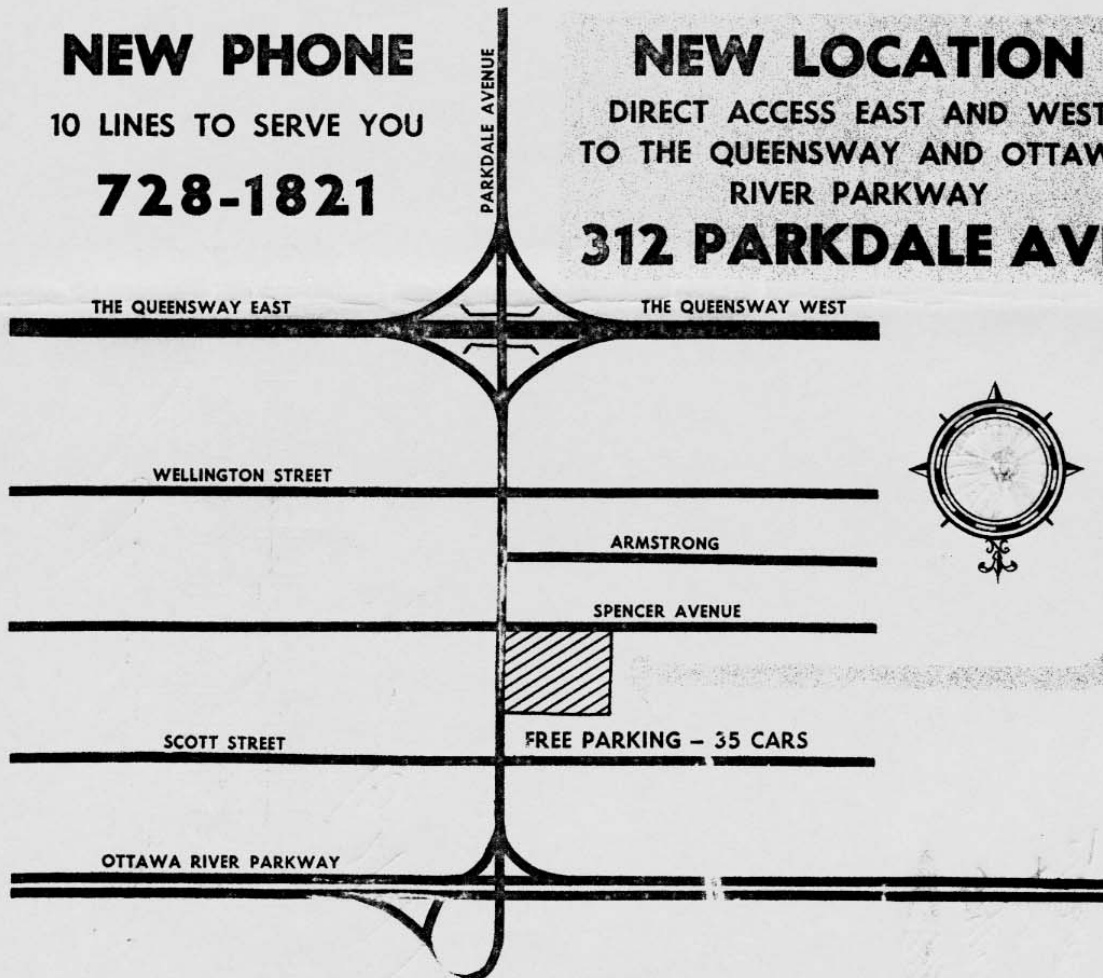 NEW PHONE
10 LINES TO SERVE YOU
728-1821
PARKDALE AVENUE
NEW LOCATION
DIRECT ACCESS EAST AND WEST
TO THE QUEENSWAY AND OTTAW
RIVER PARKWAY
312 PARKDALE AV
THE QUEENSWAY EAST
THE QUEENSWAY WEST
WELLINGTON STREET
ARMSTRONG
SPENCER AVENUE
SCOTT STREET
FREE PARKING – 35 CARS
OTTAWA RIVER PARKWAY